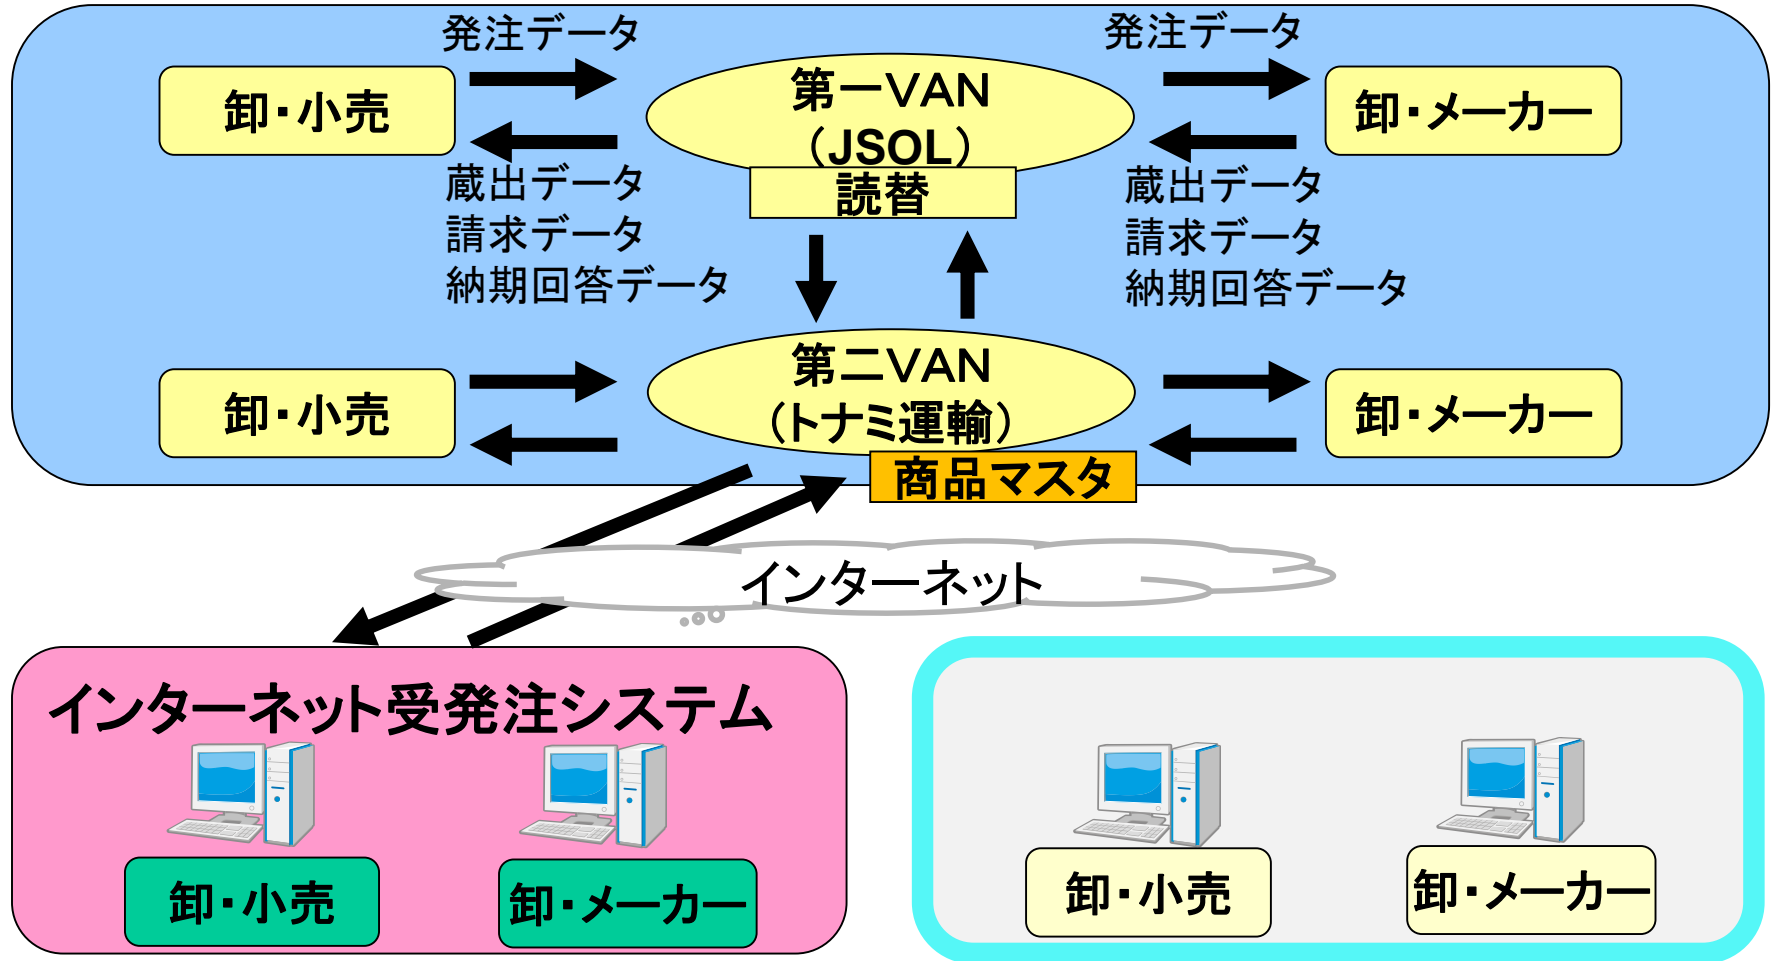 発注データ
発注データ
卸・小売
第一VAN
（JSOL）
読替
卸・メーカー
蔵出データ
請求データ
納期回答データ
蔵出データ
請求データ
納期回答データ
卸・小売
第二VAN
（トナミ運輸）
商品マスタ
卸・メーカー
インターネット
インターネット受発注システム
卸・小売
卸・メーカー
卸・小売
卸・メーカー